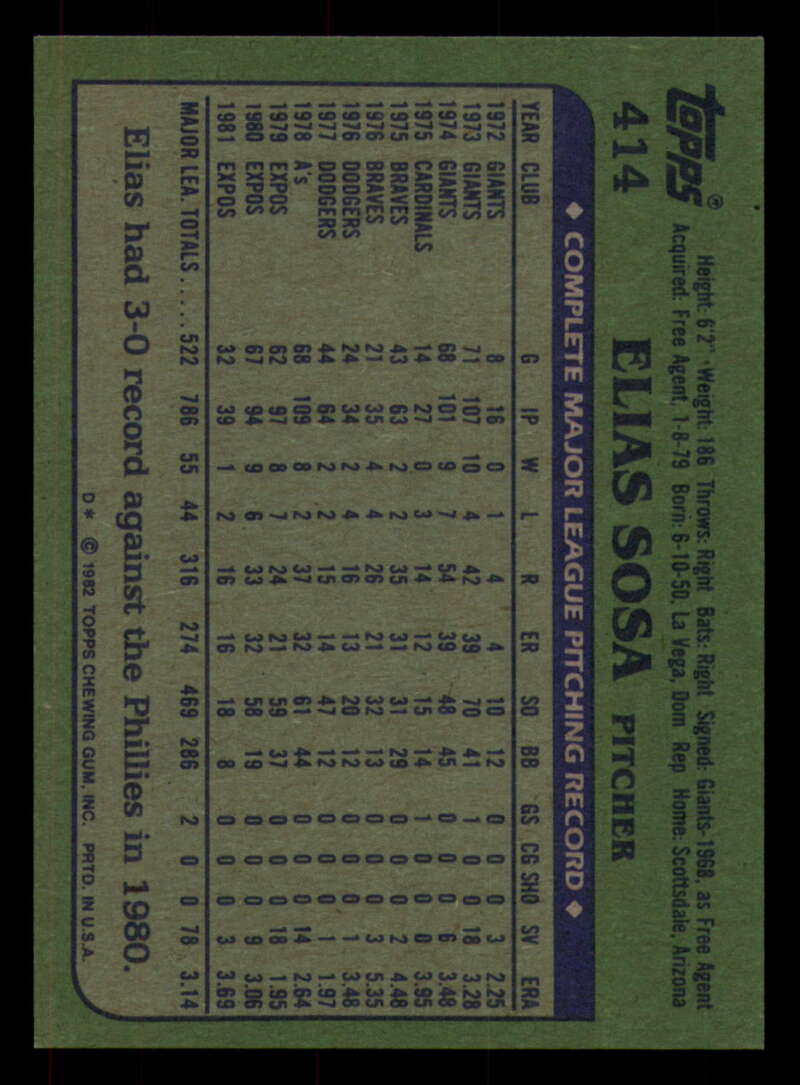 Topps®
Height: 6'2" Weight: 186 Throws: Right Bats: Right Signed: Giants-1968, as Free Agent
Acquired: Free Agent, 1-8-79 Born: 6-10-50, La Vega, Dom Rep Home: Scottsdale, Arizona
414 ELIAS SOSA PITCHER
◆ COMPLETE MAJOR LEAGUE PITCHING RECORD ◆
YEAR CLUB G IP W L R ER SO BB GS CG SHO SV ERA
1972 GIANTS 8 16 0 1 4 4 10 12 0 0 0 3 2.25
1973 GIANTS 71 107 10 4 42 39 70 41 1 0 0 18 3.28
1974 GIANTS 68 101 9 7 54 39 48 45 0 0 0 6 3.48
1975 CARDINALS 14 27 0 3 14 12 15 14 1 0 0 0 3.95
1975 BRAVES 43 63 2 2 35 31 31 29 0 0 0 2 4.48
1976 BRAVES 21 35 4 4 26 21 32 13 0 0 0 3 5.35
1976 DODGERS 24 34 2 4 16 13 20 12 0 0 0 1 3.48
1977 DODGERS 44 64 2 2 15 14 47 12 0 0 0 1 1.97
1978 A's 68 109 8 2 37 32 61 44 0 0 0 14 2.64
1979 EXPOS 62 97 8 7 24 21 59 37 0 0 0 18 1.95
1980 EXPOS 67 94 9 6 33 32 58 19 0 0 0 9 3.06
1981 EXPOS 32 39 1 2 16 16 18 8 0 0 0 3 3.69
MAJOR LEA. TOTALS..... 522 786 55 44 316 274 469 286 2 0 0 78 3.14
Elias had 3-0 record against the Phillies in 1980.
D* © 1982 TOPPS CHEWING GUM, INC. PRTD. IN U.S.A.